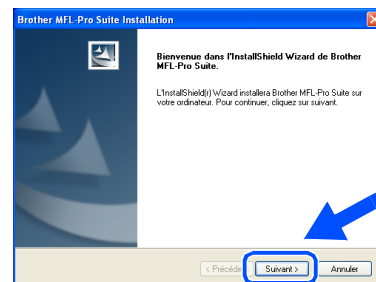 Brother MFL-Pro Suite Installation
Bienvenue dans l'InstallShield Wizard de Brother
MFL-Pro Suite.
L'InstallShield(r) Wizard installera Brother MFL-Pro Suite sur
votre ordinateur. Pour continuer, cliquez sur suivant.
Suivant > Annuler